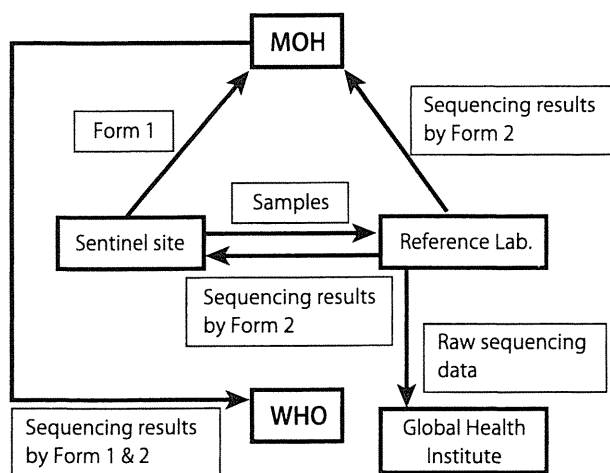 MOH
Form 1
Sequencing results
by Form 2
Samples
Sentinel site
Reference Lab.
Sequencing results
by Form 2
Raw sequencing
data
WHO
Sequencing results
by Form 1 & 2
Global Health
Institute